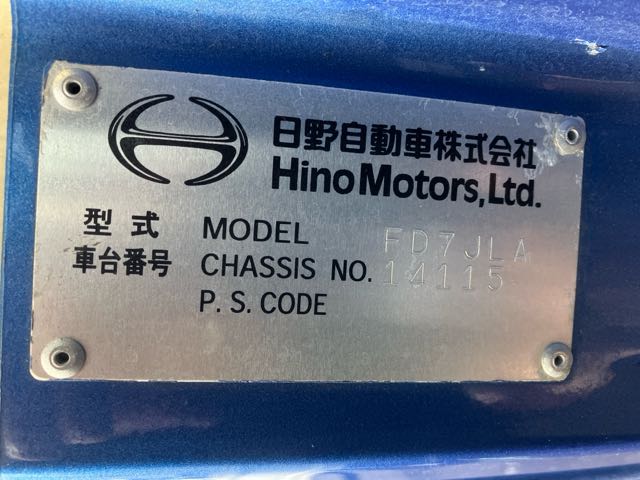 日野自動車株式会社
Hino Motors, Ltd.
型式 MODEL FD7JLA
車台番号 CHASSIS NO. 14115
P. S. CODE